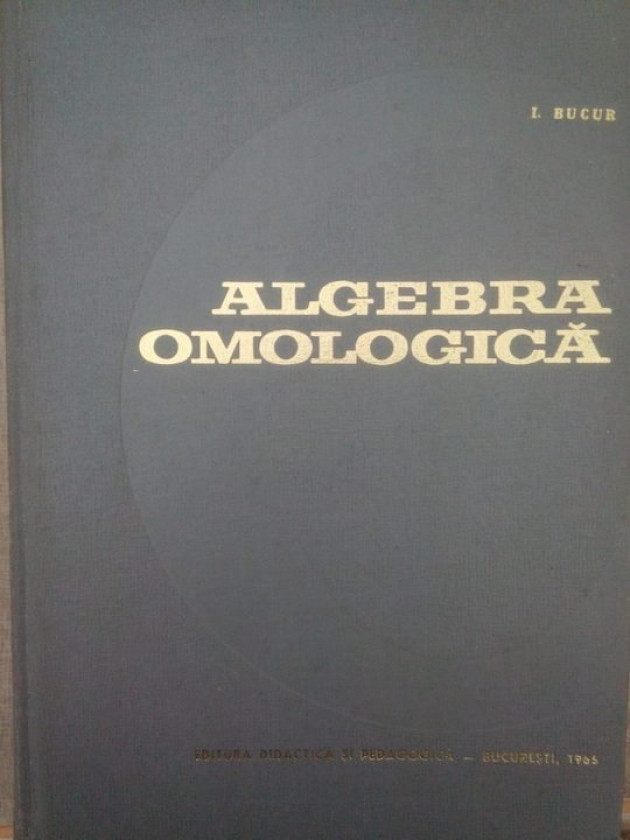 I. BUCUR
ALGEBRA
OMOLOGICĂ
EDITURA DIDACTICĂ ȘI PEDAGOGICĂ — BUCUREȘTI, 1965